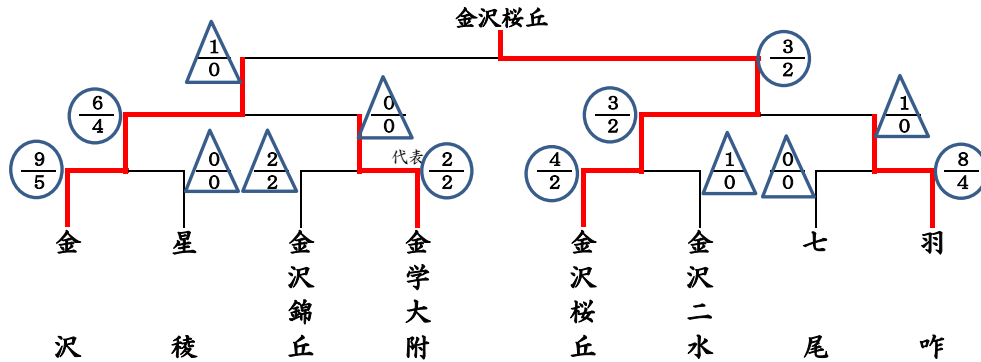 金沢桜丘
1/0
3/2
6/4
0/0
3/2
1/0
9/5
0/0
2/2
代表
2/2
4/2
1/0
0/0
8/4
金沢
星稜
金沢錦丘
金学大附
金沢桜丘
金沢二水
七尾
羽咋